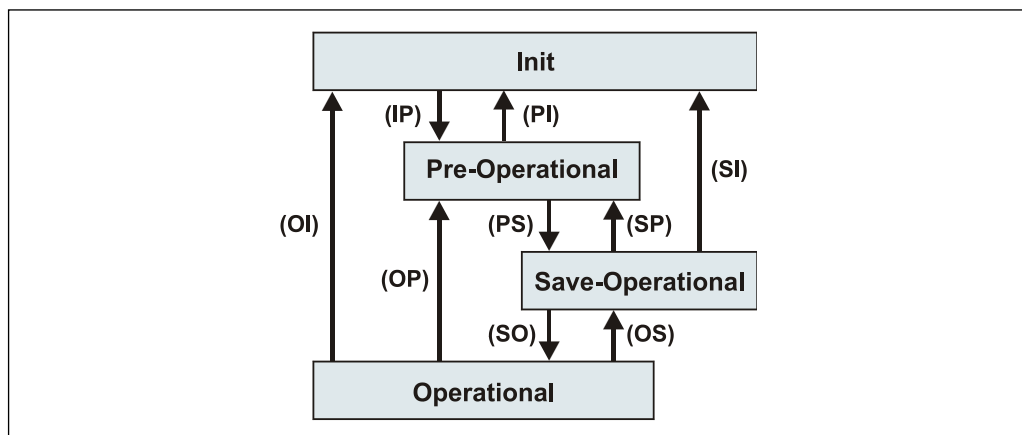 Init
(IP)
(PI)
Pre-Operational
(SI)
(OI)
(PS)
(SP)
(OP)
Save-Operational
(SO)
(OS)
Operational